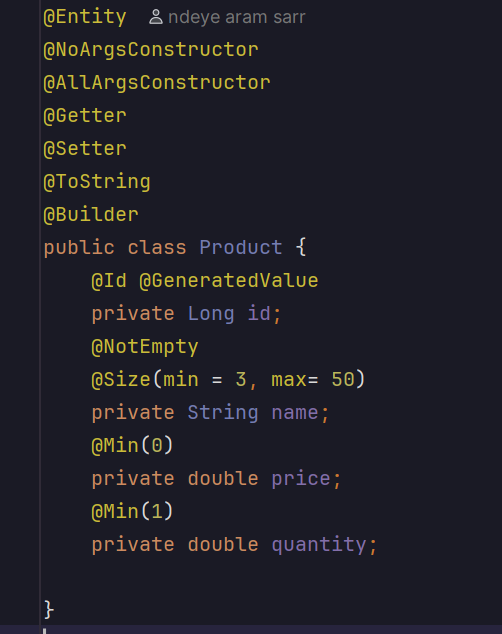 @Entity ndeye aram sarr
@NoArgsConstructor
@AllArgsConstructor
@Getter
@Setter
@ToString
@Builder
public class Product {
@Id @GeneratedValue
private Long id;
@NotEmpty
@Size(min = 3, max= 50)
private String name;
@Min(0)
private double price;
@Min(1)
private double quantity;
}